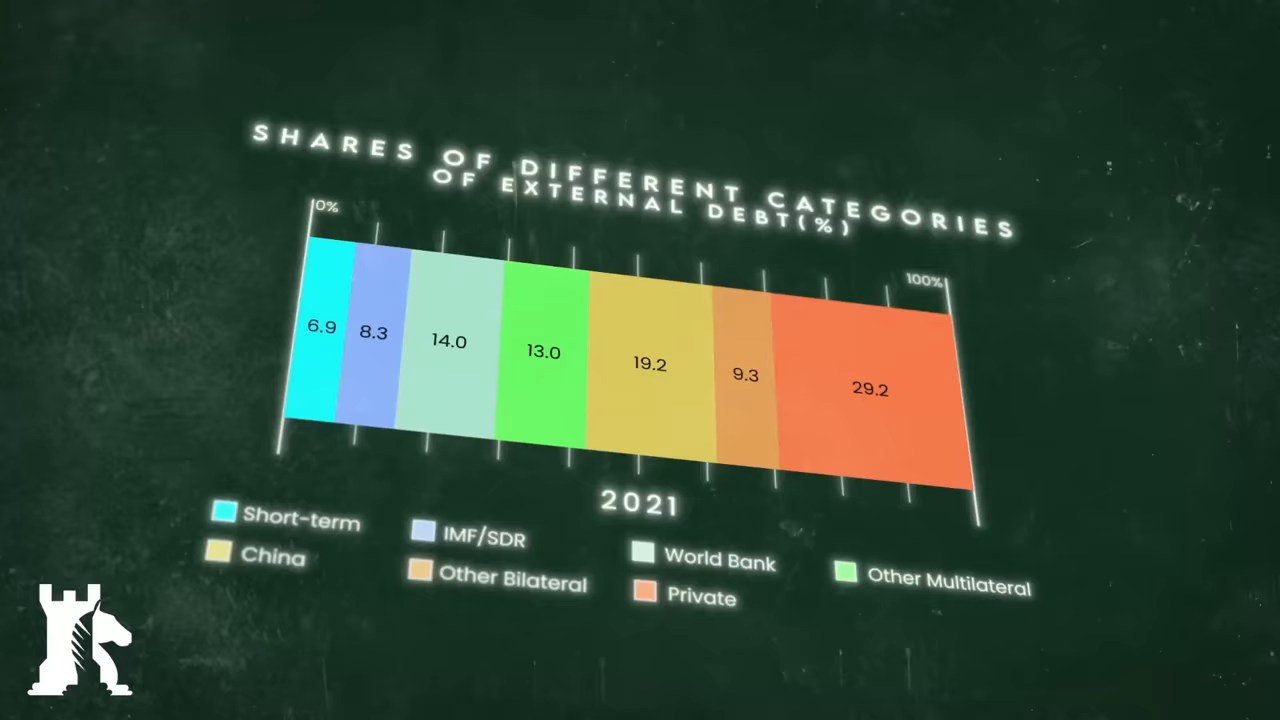 SHARES OF DIFFERENT CATEGORIES
OF EXTERNAL DEBT(%)
0%
100%
6.9
8.3
14.0
13.0
19.2
9.3
29.2
2021
Short-term
IMF/SDR
World Bank
Other Multilateral
China
Other Bilateral
Private